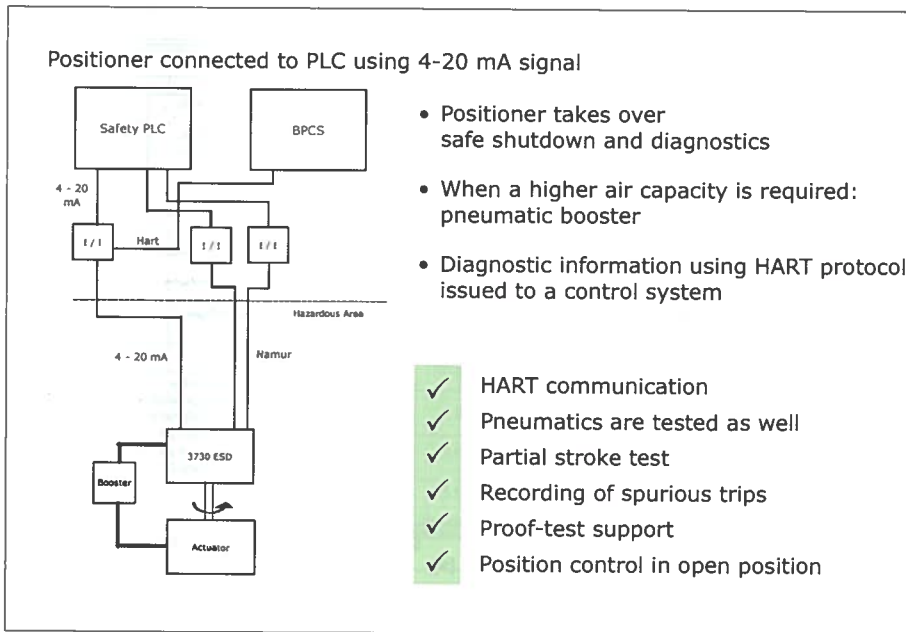 Positioner connected to PLC using 4-20 mA signal
Safety PLC
BPCS
4 - 20
mA
I / I
Hart
I / I
I / I
Hazardous Area
4 - 20 mA
Namur
3730 ESD
Booster
Actuator
• Positioner takes over
safe shutdown and diagnostics
• When a higher air capacity is required:
pneumatic booster
• Diagnostic information using HART protocol
issued to a control system
✓ HART communication
✓ Pneumatics are tested as well
✓ Partial stroke test
✓ Recording of spurious trips
✓ Proof-test support
✓ Position control in open position